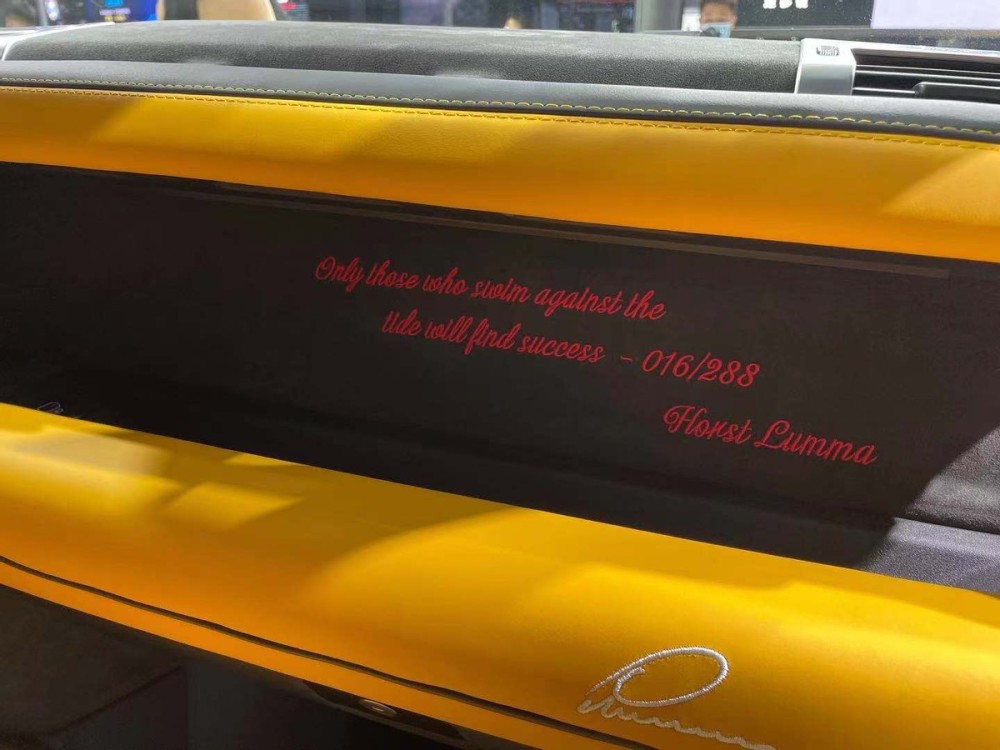 Only those who swim against the
tide will find success - 016/288
Horst Lumma